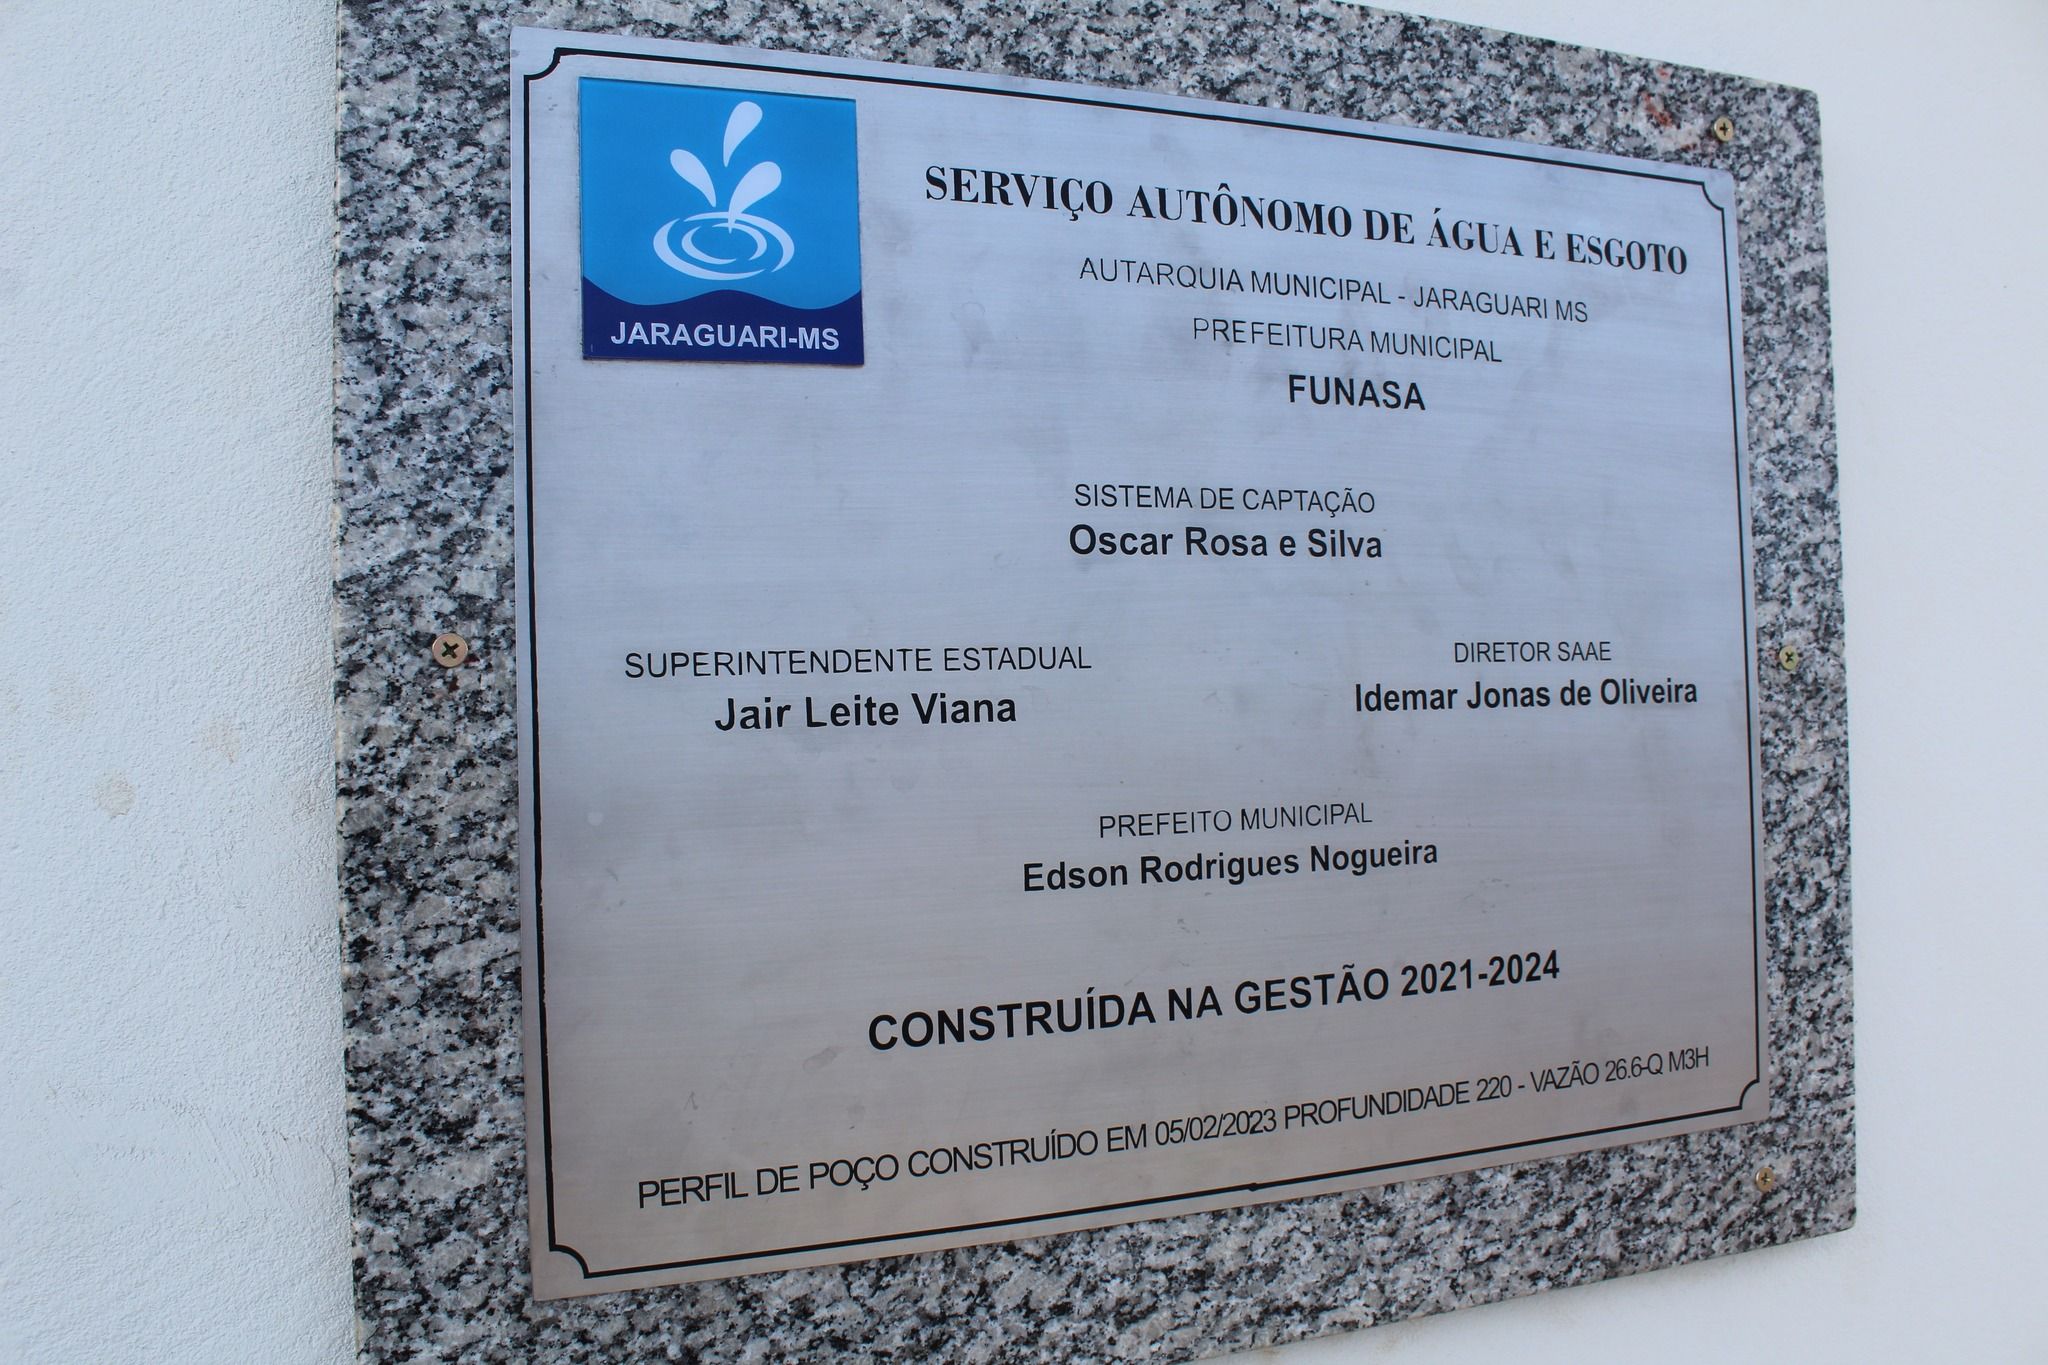 JARAGUARI-MS
SERVIÇO AUTÔNOMO DE ÁGUA E ESGOTO
AUTARQUIA MUNICIPAL - JARAGUARI MS
PREFEITURA MUNICIPAL
FUNASA
SISTEMA DE CAPTAÇÃO
Oscar Rosa e Silva
SUPERINTENDENTE ESTADUAL
Jair Leite Viana
DIRETOR SAAE
Idemar Jonas de Oliveira
PREFEITO MUNICIPAL
Edson Rodrigues Nogueira
CONSTRUÍDA NA GESTÃO 2021-2024
PERFIL DE POÇO CONSTRUÍDO EM 05/02/2023 PROFUNDIDADE 220 - VAZÃO 26.6-Q M3H